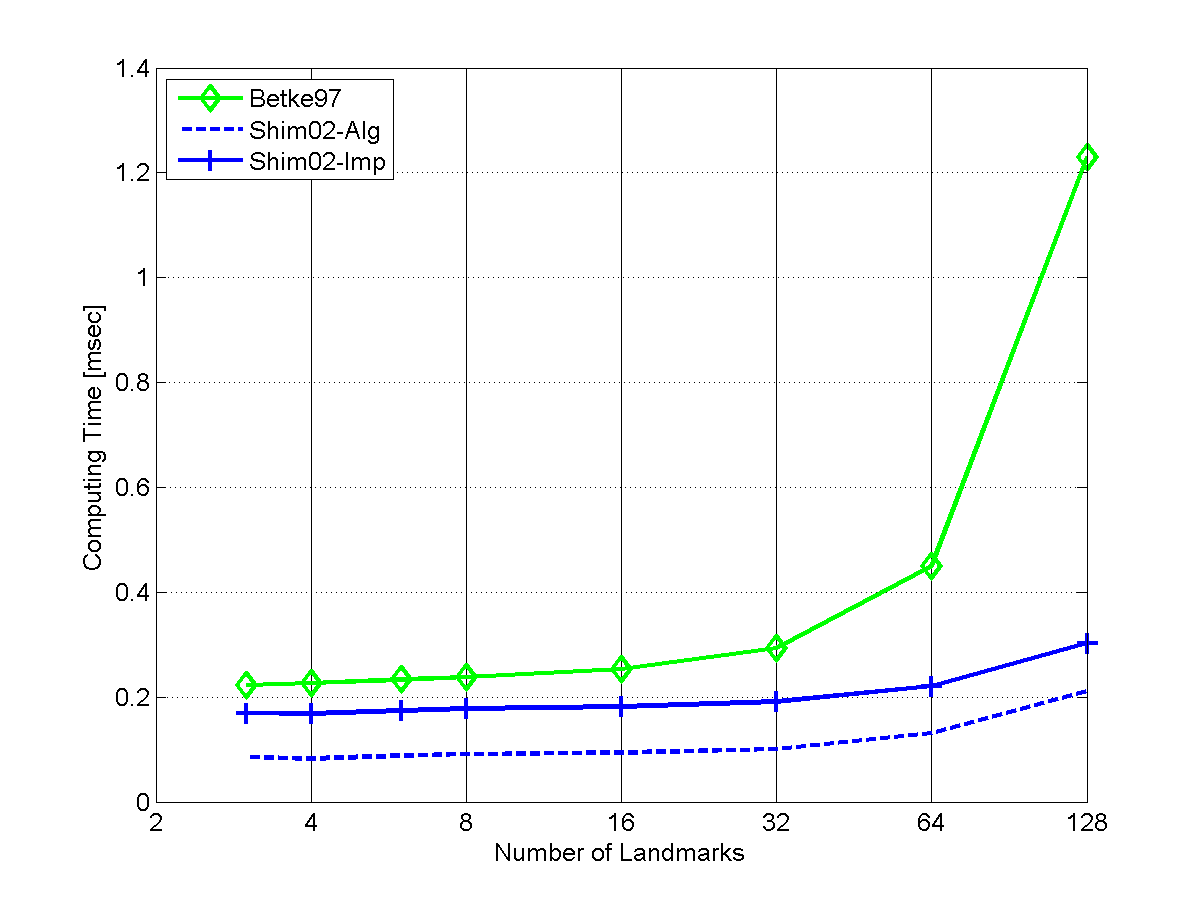 1.4
1.2
1
0.8
0.6
0.4
0.2
0
Computing Time [msec]
Betke97
Shim02-Alg
Shim02-Imp
2 4 8 16 32 64 128
Number of Landmarks